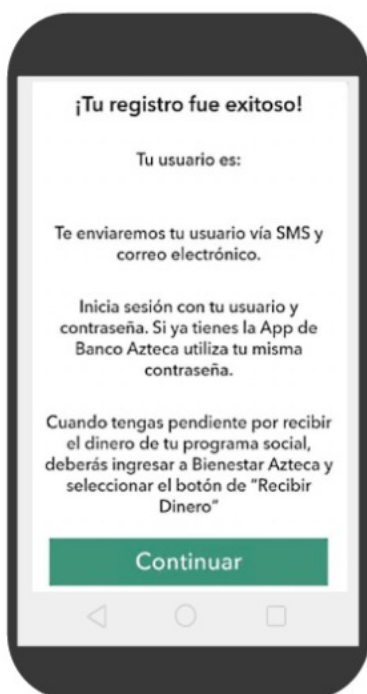 ¡Tu registro fue exitoso!
Tu usuario es:
Te enviaremos tu usuario vía SMS y
correo electrónico.
Inicia sesión con tu usuario y
contraseña. Si ya tienes la App de
Banco Azteca utiliza tu misma
contraseña.
Cuando tengas pendiente por recibir
el dinero de tu programa social,
deberás ingresar a Bienestar Azteca y
seleccionar el botón de “Recibir
Dinero”
Continuar